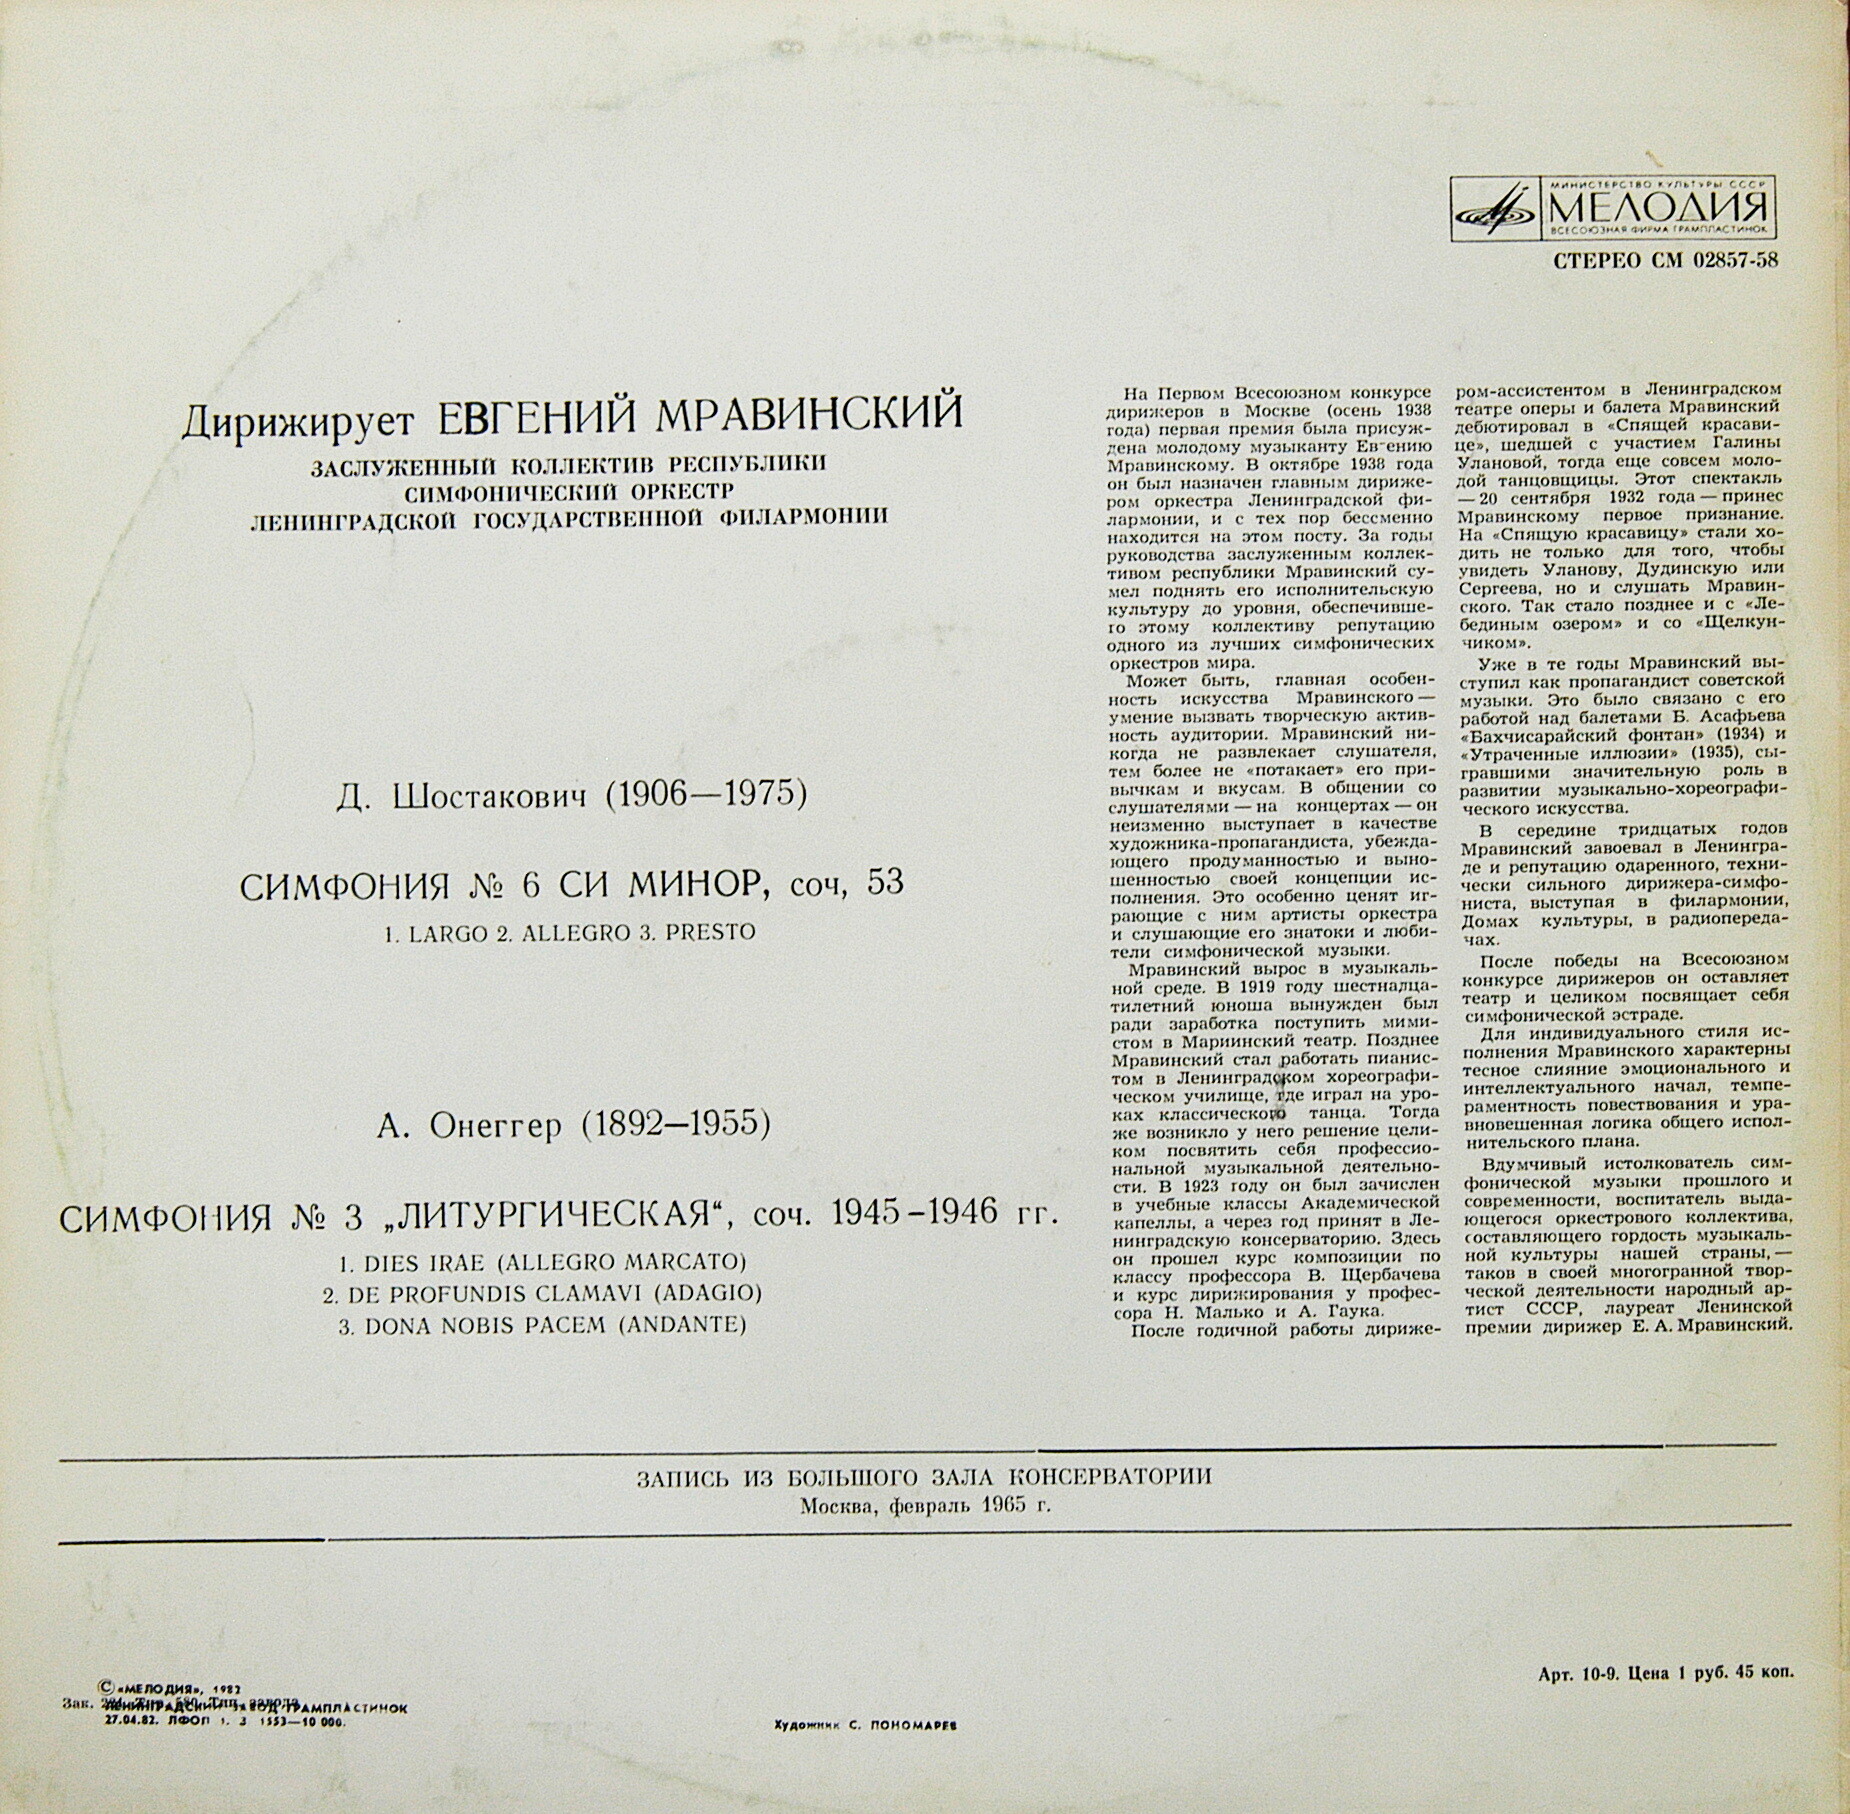 МИНИСТЕРСТВО КУЛЬТУРЫ СССР
МЕЛОДИЯ
ВСЕСОЮЗНАЯ ФИРМА ГРАМПЛАСТИНОК
СТЕРЕО СМ 02857-58
Дирижирует ЕВГЕНИЙ МРАВИНСКИЙ
ЗАСЛУЖЕННЫЙ КОЛЛЕКТИВ РЕСПУБЛИКИ
СИМФОНИЧЕСКИЙ ОРКЕСТР
ЛЕНИНГРАДСКОЙ ГОСУДАРСТВЕННОЙ ФИЛАРМОНИИ
Д. Шостакович (1906—1975)
СИМФОНИЯ № 6 СИ МИНОР, соч, 53
1. LARGO 2. ALLEGRO 3. PRESTO
А. Онеггер (1892—1955)
СИМФОНИЯ № 3 „ЛИТУРГИЧЕСКАЯ“, соч. 1945–1946 гг.
1. DIES IRAE (ALLEGRO MARCATO)
2. DE PROFUNDIS CLAMAVI (ADAGIO)
3. DONA NOBIS PACEM (ANDANTE)
На Первом Всесоюзном конкурсе
дирижеров в Москве (осень 1938
года) первая премия была присуж-
дена молодому музыканту Евгению
Мравинскому. В октябре 1938 года
он был назначен главным дириже-
ром оркестра Ленинградской фи-
лармонии, и с тех пор бессменно
находится на этом посту. За годы
руководства заслуженным коллек-
тивом республики Мравинский су-
мел поднять его исполнительскую
культуру до уровня, обеспечивше-
го этому коллективу репутацию
одного из лучших симфонических
оркестров мира.
Может быть, главная особен-
ность искусства Мравинского —
умение вызвать творческую актив-
ность аудитории. Мравинский ни-
когда не развлекает слушателя,
тем более не «потакает» его при-
вычкам и вкусам. В общении со
слушателями — на концертах — он
неизменно выступает в качестве
художника-пропагандиста, убежда-
ющего продуманностью и выно-
шенностью своей концепции ис-
полнения. Это особенно ценят иг-
рающие с ним артисты оркестра
и слушающие его знатоки и люби-
тели симфонической музыки.
Мравинский вырос в музыкаль-
ной среде. В 1919 году шестнадца-
тилетний юноша вынужден был
ради заработка поступить мими-
стом в Мариинский театр. Позднее
Мравинский стал работать пианис-
том в Ленинградском хореографи-
ческом училище, где играл на уро-
ках классического танца. Тогда
же возникло у него решение цели-
ком посвятить себя профессио-
нальной музыкальной деятельно-
сти. В 1923 году он был зачислен
в учебные классы Академической
капеллы, а через год принят в Ле-
нинградскую консерваторию. Здесь
он прошел курс композиции по
классу профессора В. Щербачева
и курс дирижирования у профес-
сора Н. Малько и А. Гаука.
После годичной работы дириже-
ром-ассистентом в Ленинградском
театре оперы и балета Мравинский
дебютировал в «Спящей красави-
це», шедшей с участием Галины
Улановой, тогда еще совсем моло-
дой танцовщицы. Этот спектакль
— 20 сентября 1932 года — принес
Мравинскому первое признание.
На «Спящую красавицу» стали хо-
дить не только для того, чтобы
увидеть Уланову, Дудинскую или
Сергеева, но и слушать Мравин-
ского. Так стало позднее и с «Ле-
бединым озером» и со «Щелкун-
чиком».
Уже в те годы Мравинский вы-
ступил как пропагандист советской
музыки. Это было связано с его
работой над балетами Б. Асафьева
«Бахчисарайский фонтан» (1934) и
«Утраченные иллюзии» (1935), сы-
гравшими значительную роль в
развитии музыкально-хореографи-
ческого искусства.
В середине тридцатых годов
Мравинский завоевал в Ленингра-
де и репутацию одаренного, техни-
чески сильного дирижера-симфо-
ниста, выступая в филармонии,
Домах культуры, в радиопереда-
чах.
После победы на Всесоюзном
конкурсе дирижеров он оставляет
театр и целиком посвящает себя
симфонической эстраде.
Для индивидуального стиля ис-
полнения Мравинского характерны
тесное слияние эмоционального и
интеллектуального начал, темпе-
раментность повествования и ура-
вновешенная логика общего испол-
нительского плана.
Вдумчивый истолкователь сим-
фонической музыки прошлого и
современности, воспитатель выда-
ющегося оркестрового коллектива,
составляющего гордость музыкаль-
ной культуры нашей страны, —
таков в своей многогранной твор-
ческой деятельности народный ар-
тист СССР, лауреат Ленинской
премии дирижер Е. А. Мравинский.
ЗАПИСЬ ИЗ БОЛЬШОГО ЗАЛА КОНСЕРВАТОРИИ
Москва, февраль 1965 г.
Арт. 10-9. Цена 1 руб. 45 коп.
© «МЕЛОДИЯ», 1982
Зак. Тип. завода
ЛЕНИНГРАДСКИЙ ЗАВОД ГРАМПЛАСТИНОК
27.04.82. ЛФОП 1. 3 1553—10 000.
Художник С. ПОНОМАРЕВ